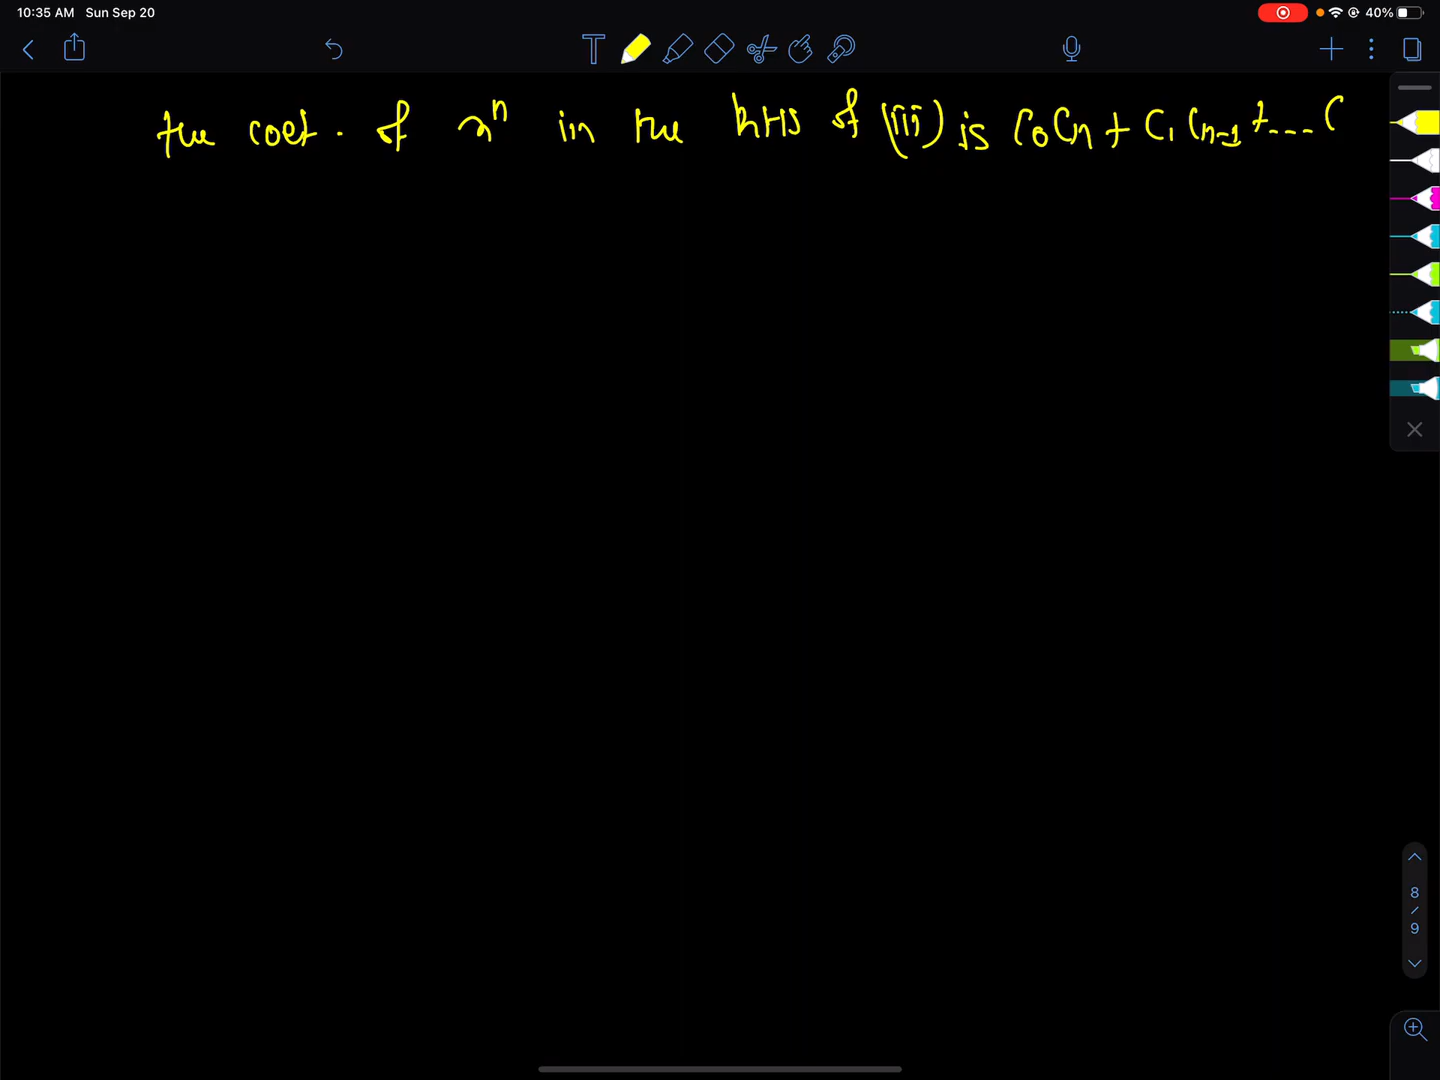 10:35 AM Sun Sep 20 40%
the coef. of xⁿ in the RHS of (iii) is C₀Cₙ + C₁Cₙ₋₁ + --- C
8
/
9